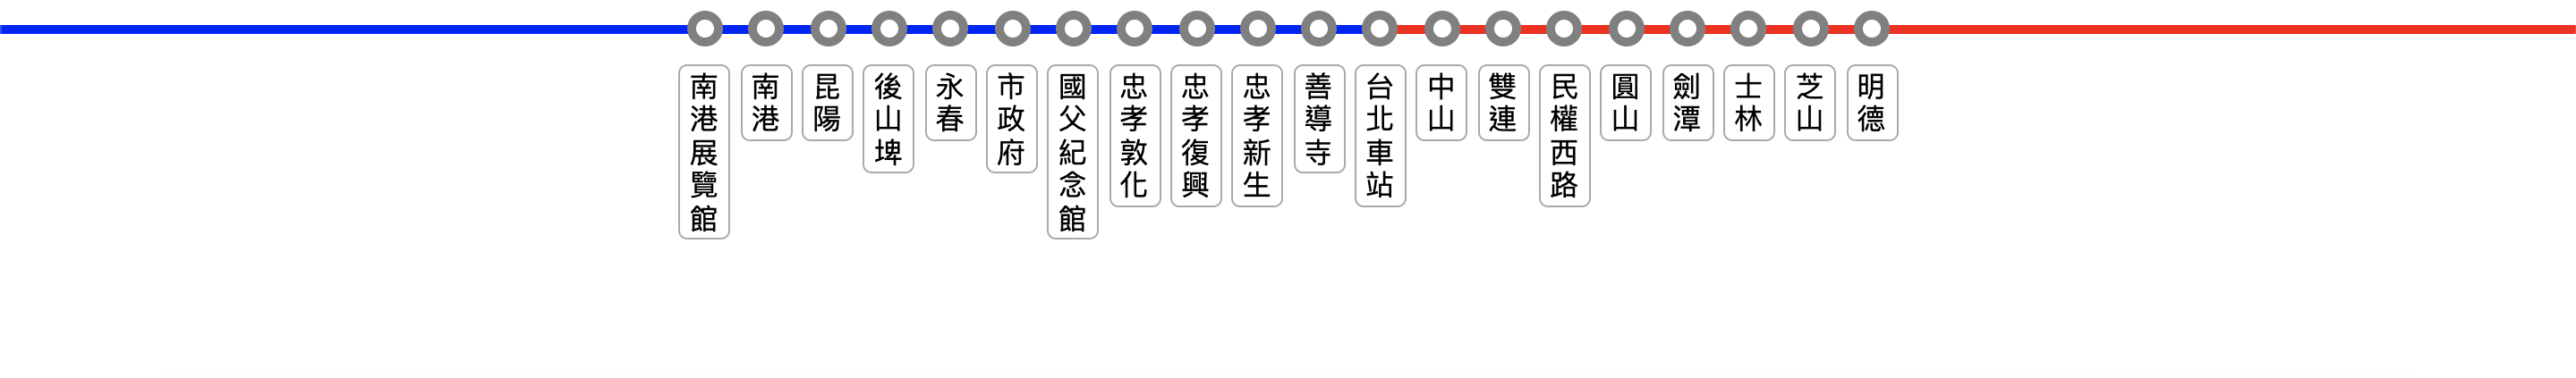 南港展覽館
南港
昆陽
後山埤
永春
市政府
國父紀念館
忠孝敦化
忠孝復興
忠孝新生
善導寺
台北車站
中山
雙連
民權西路
圓山
劍潭
士林
芝山
明德